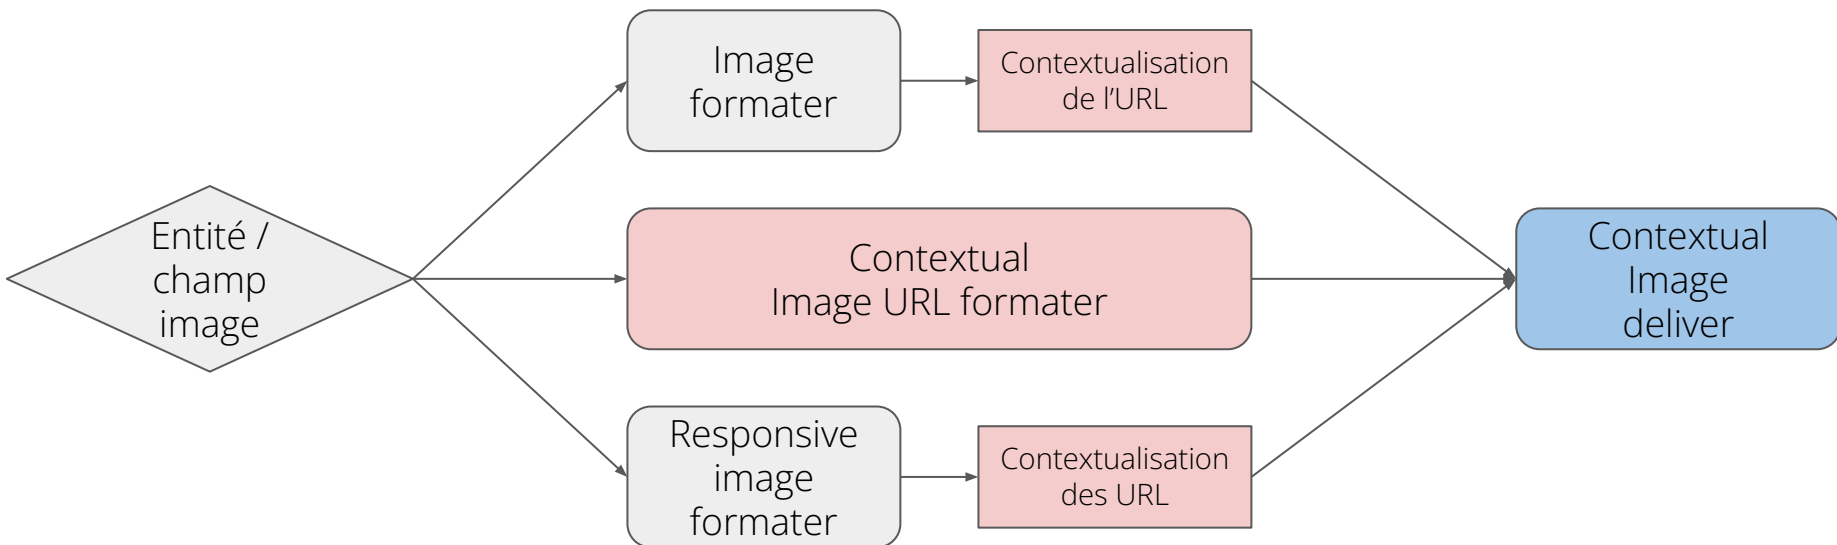 Entité /
champ
image
Image
formater
Contextualisation
de l'URL
Contextual
Image URL formater
Responsive
image
formater
Contextualisation
des URL
Contextual
Image
deliver